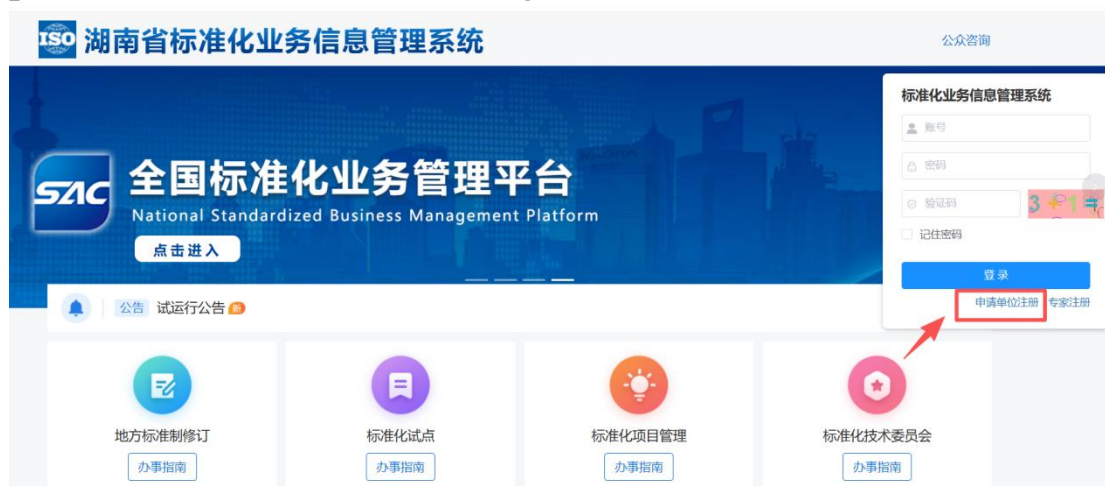 ISO 湖南省标准化业务信息管理系统
公众咨询
标准化业务信息管理系统
账号
密码
验证码
3+1=
记住密码
登录
申请单位注册 专家注册
SAC 全国标准化业务管理平台
National Standardized Business Management Platform
点击进入
公告 试运行公告
地方标准制修订
办事指南
标准化试点
办事指南
标准化项目管理
办事指南
标准化技术委员会
办事指南